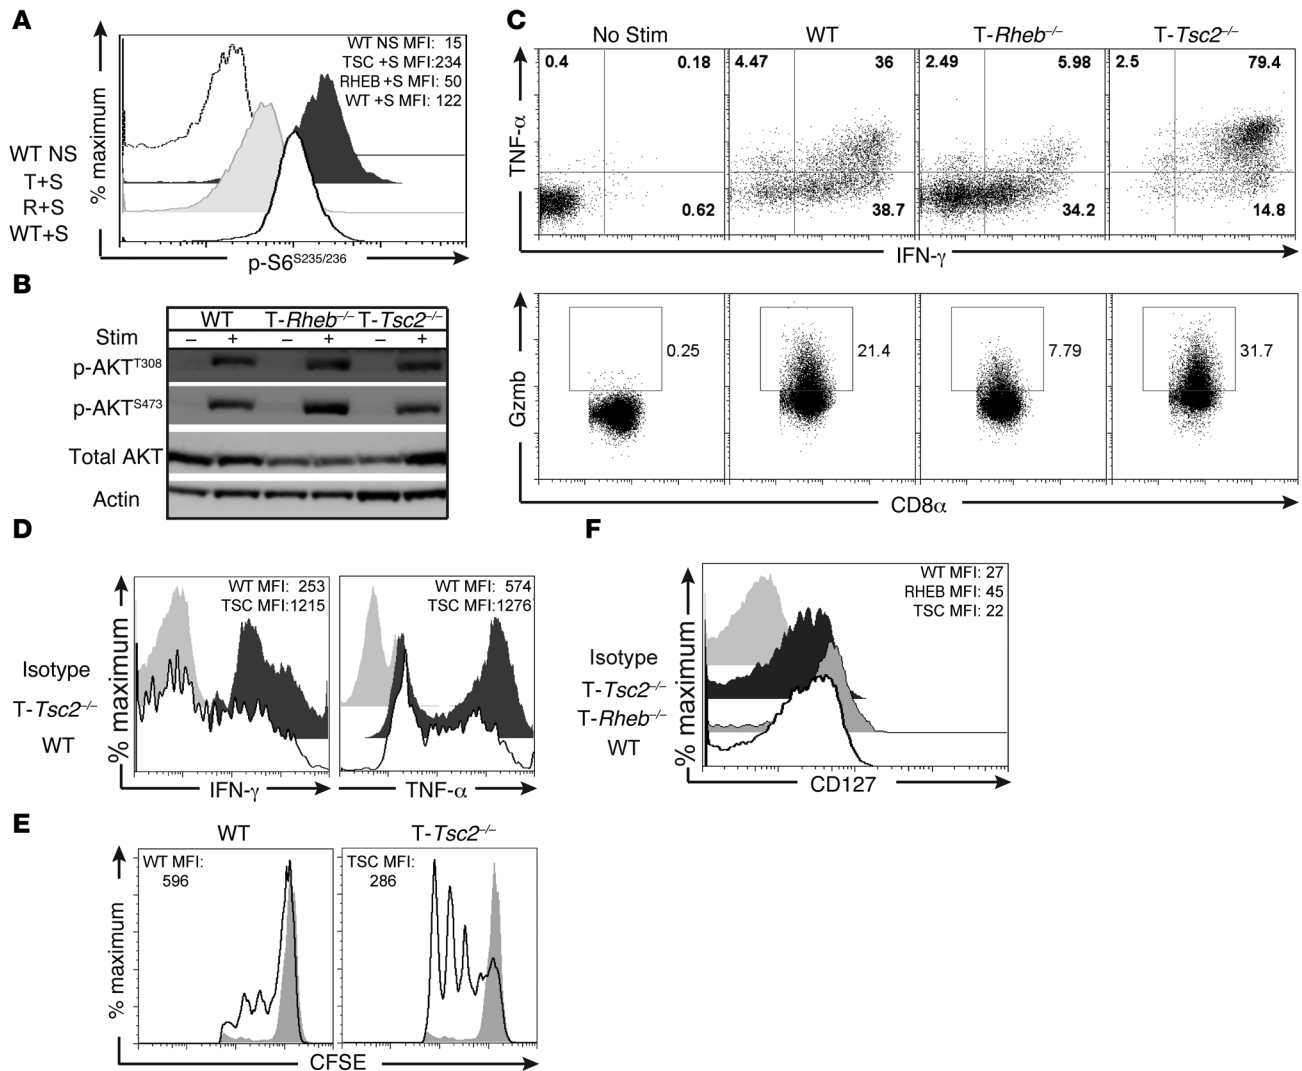 A
WT NS MFI: 15
TSC +S MFI:234
RHEB +S MFI: 50
WT +S MFI: 122
% maximum
WT NS
T+S
R+S
WT+S
p-S6S235/236
B
WT T-Rheb–/– T-Tsc2–/–
Stim – + – + – +
p-AKTT308
p-AKTS473
Total AKT
Actin
C
No Stim WT T-Rheb–/– T-Tsc2–/–
0.4 0.18 4.47 36 2.49 5.98 2.5 79.4
TNF-α
0.62 38.7 34.2 14.8
IFN-γ
0.25 21.4 7.79 31.7
Gzmb
CD8α
D
WT MFI: 253
TSC MFI:1215
WT MFI: 574
TSC MFI:1276
% maximum
Isotype
T-Tsc2–/–
WT
IFN-γ TNF-α
E
WT T-Tsc2–/–
WT MFI:
596
TSC MFI:
286
% maximum
CFSE
F
WT MFI: 27
RHEB MFI: 45
TSC MFI: 22
% maximum
Isotype
T-Tsc2–/–
T-Rheb–/–
WT
CD127